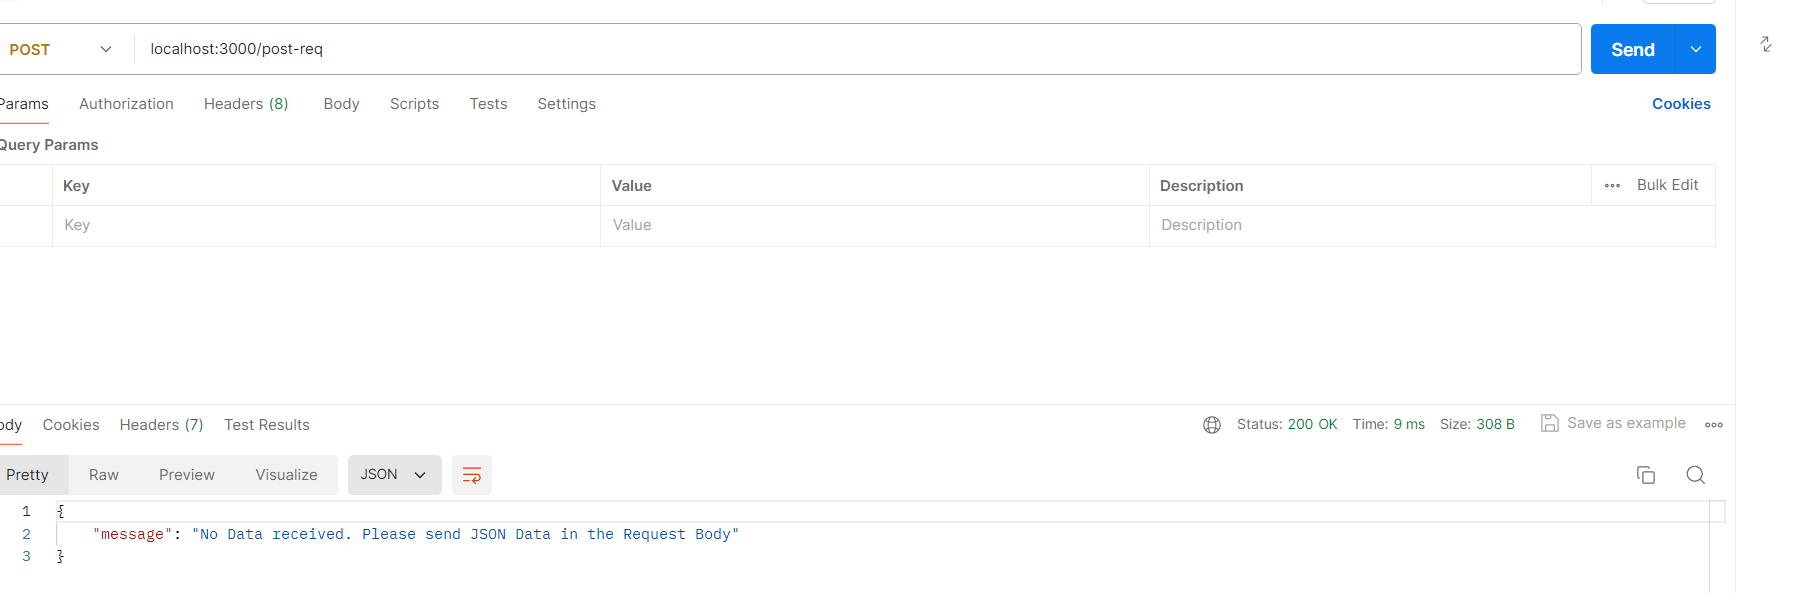 POST localhost:3000/post-req Send
Params Authorization Headers (8) Body Scripts Tests Settings Cookies
Query Params
Key Value Description Bulk Edit
Key Value Description
ody Cookies Headers (7) Test Results Status: 200 OK Time: 9 ms Size: 308 B Save as example
Pretty Raw Preview Visualize JSON
1 {
2 "message": "No Data received. Please send JSON Data in the Request Body"
3 }